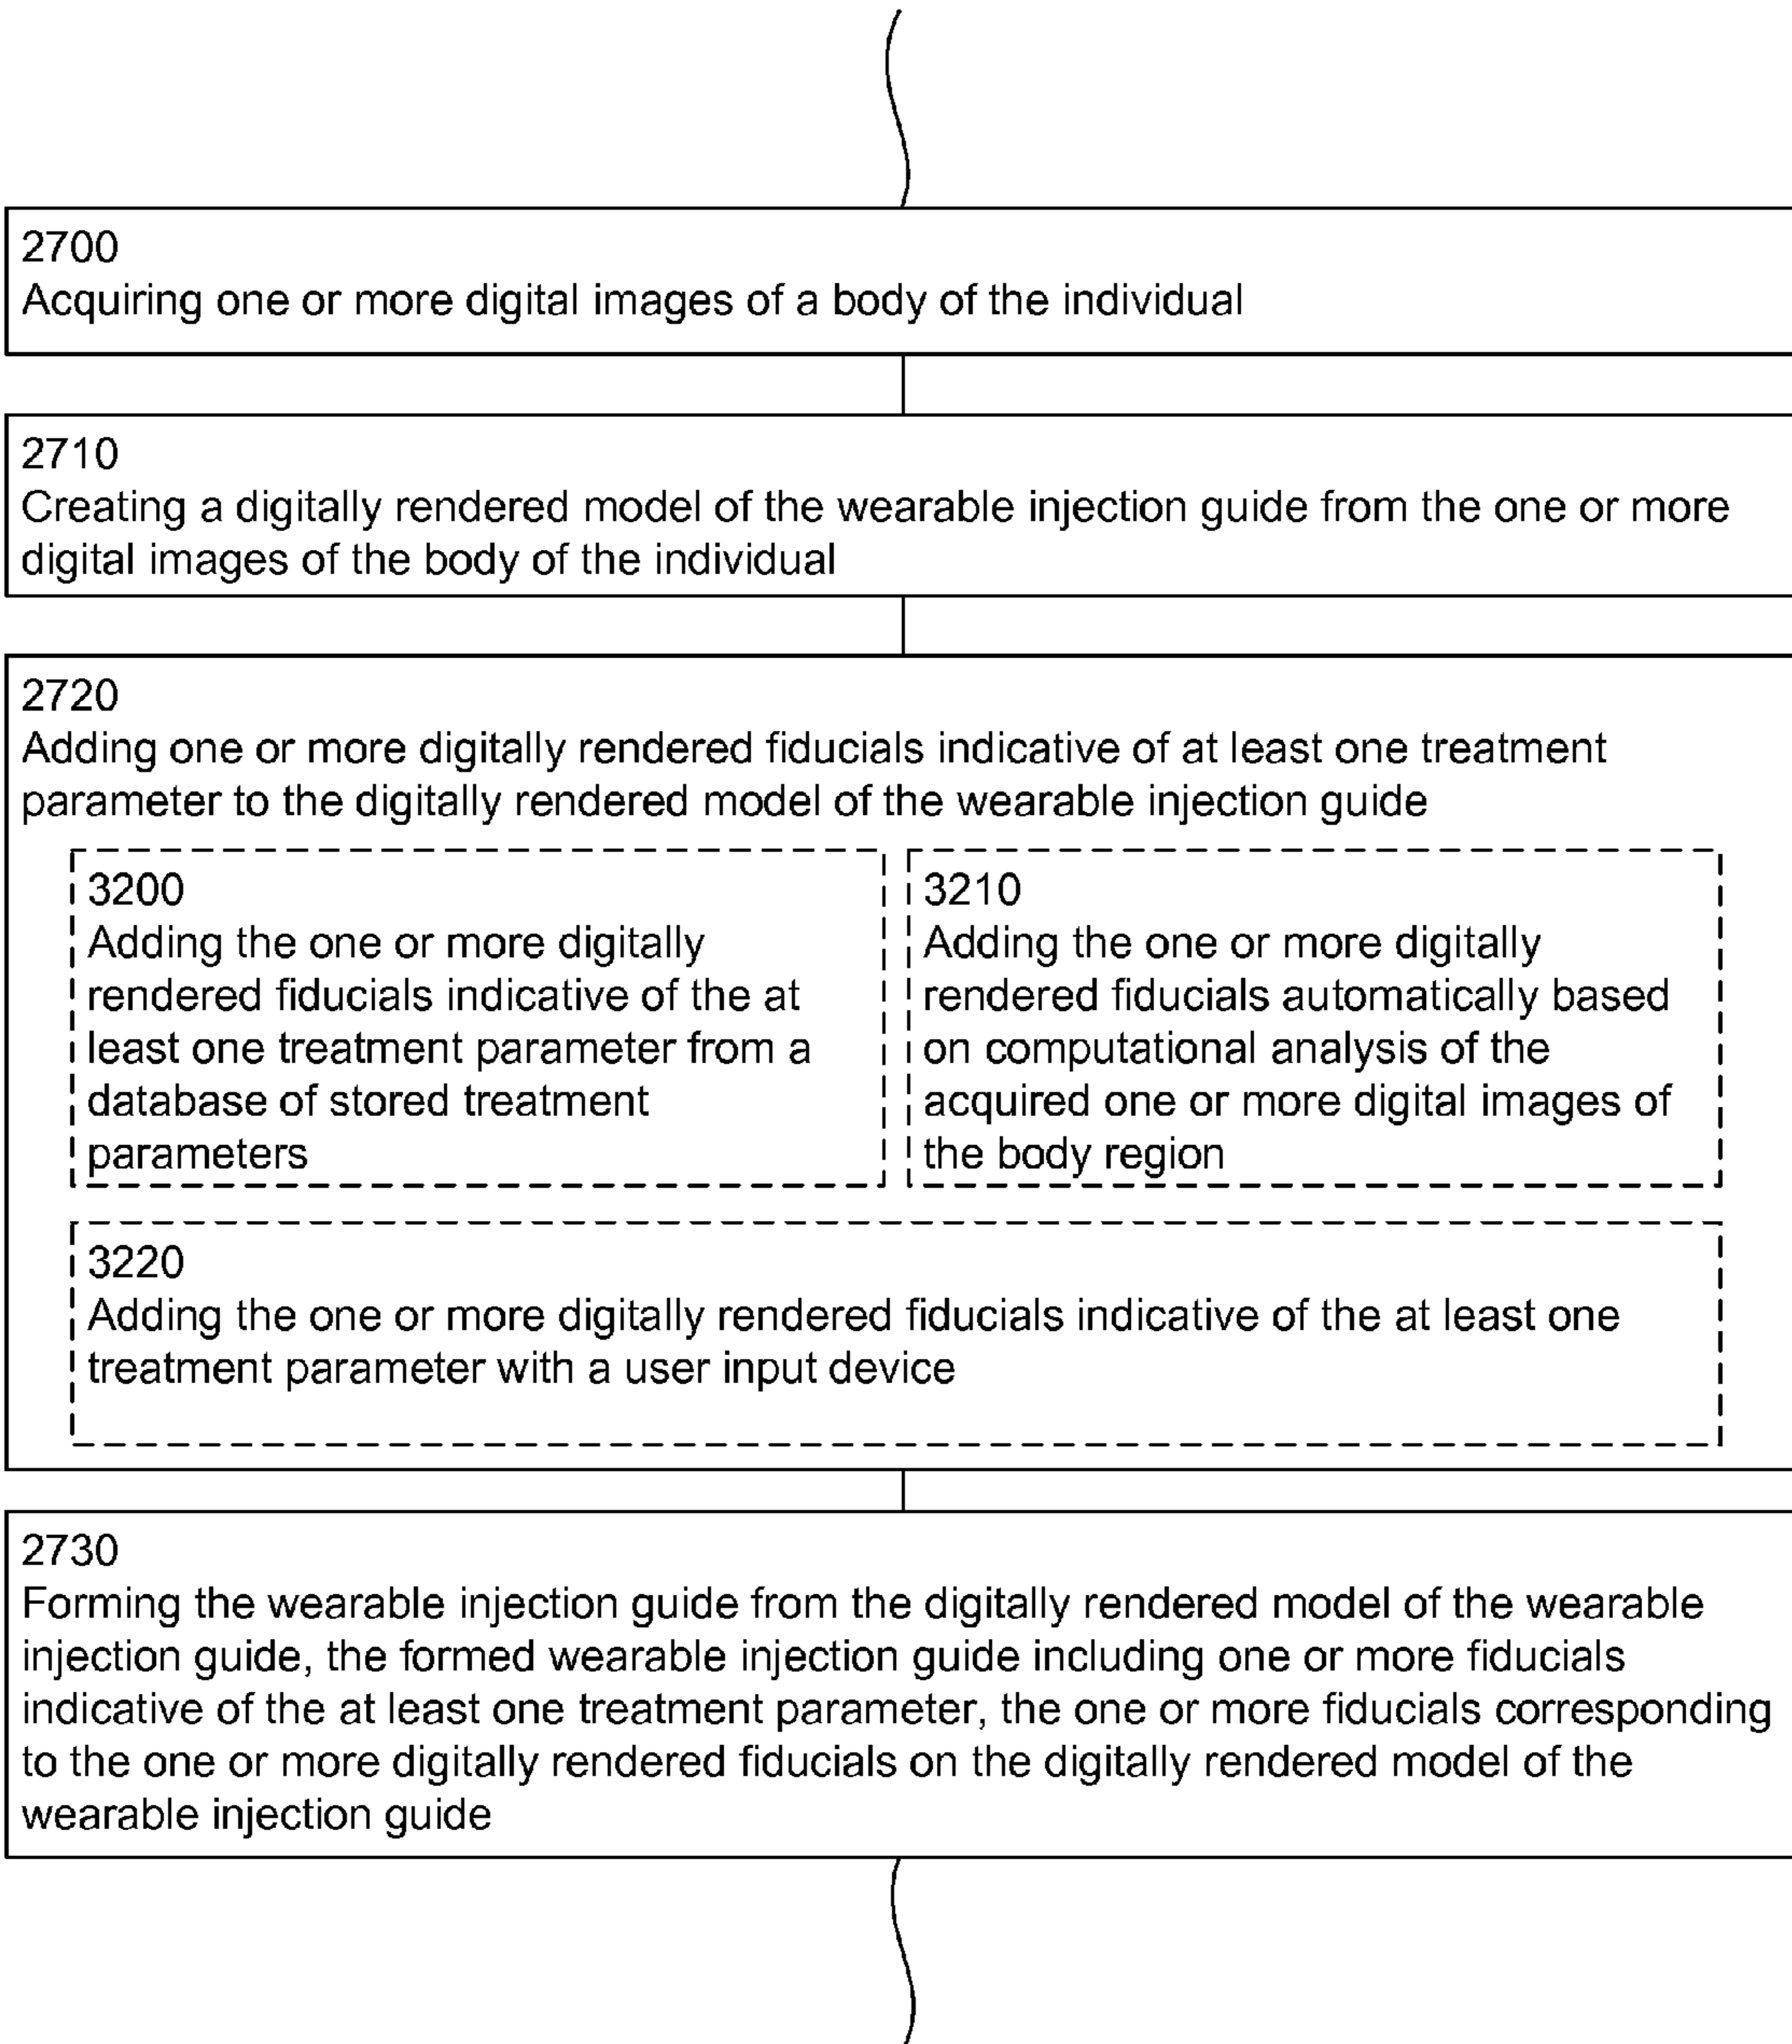 2700
Acquiring one or more digital images of a body of the individual
2710
Creating a digitally rendered model of the wearable injection guide from the one or more
digital images of the body of the individual
2720
Adding one or more digitally rendered fiducials indicative of at least one treatment
parameter to the digitally rendered model of the wearable injection guide
3200
Adding the one or more digitally
rendered fiducials indicative of the at
least one treatment parameter from a
database of stored treatment
parameters
3210
Adding the one or more digitally
rendered fiducials automatically based
on computational analysis of the
acquired one or more digital images of
the body region
3220
Adding the one or more digitally rendered fiducials indicative of the at least one
treatment parameter with a user input device
2730
Forming the wearable injection guide from the digitally rendered model of the wearable
injection guide, the formed wearable injection guide including one or more fiducials
indicative of the at least one treatment parameter, the one or more fiducials corresponding
to the one or more digitally rendered fiducials on the digitally rendered model of the
wearable injection guide